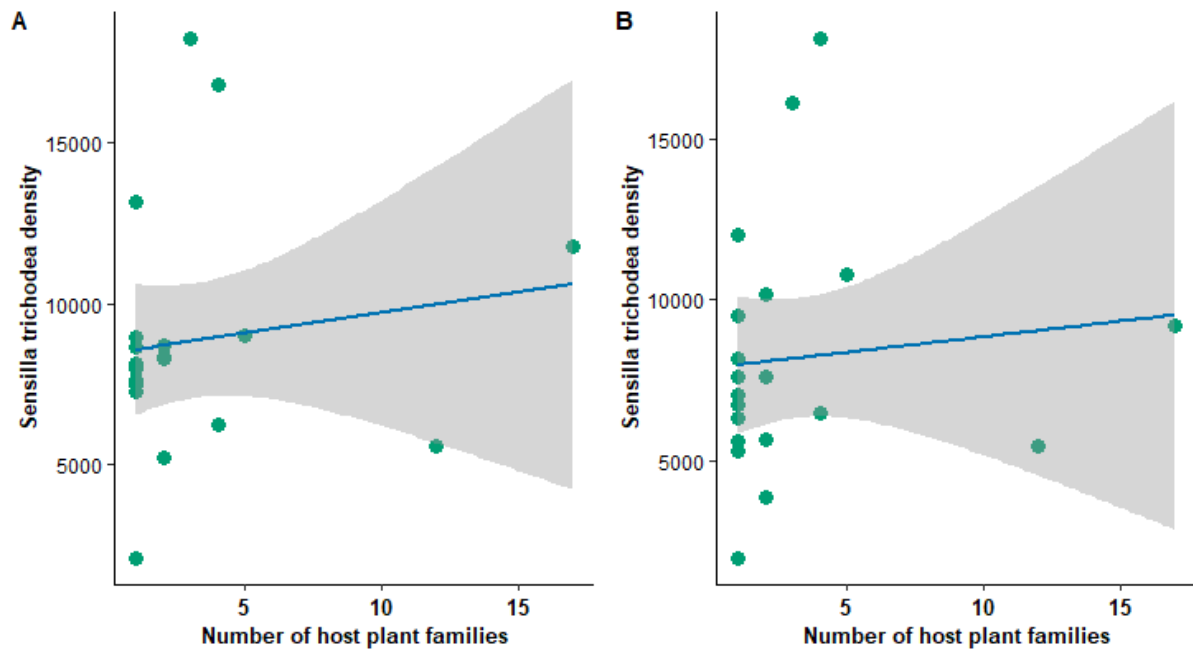 A
Sensilla trichodea density
15000
10000
5000
5
10
15
Number of host plant families
B
Sensilla trichodea density
15000
10000
5000
5
10
15
Number of host plant families